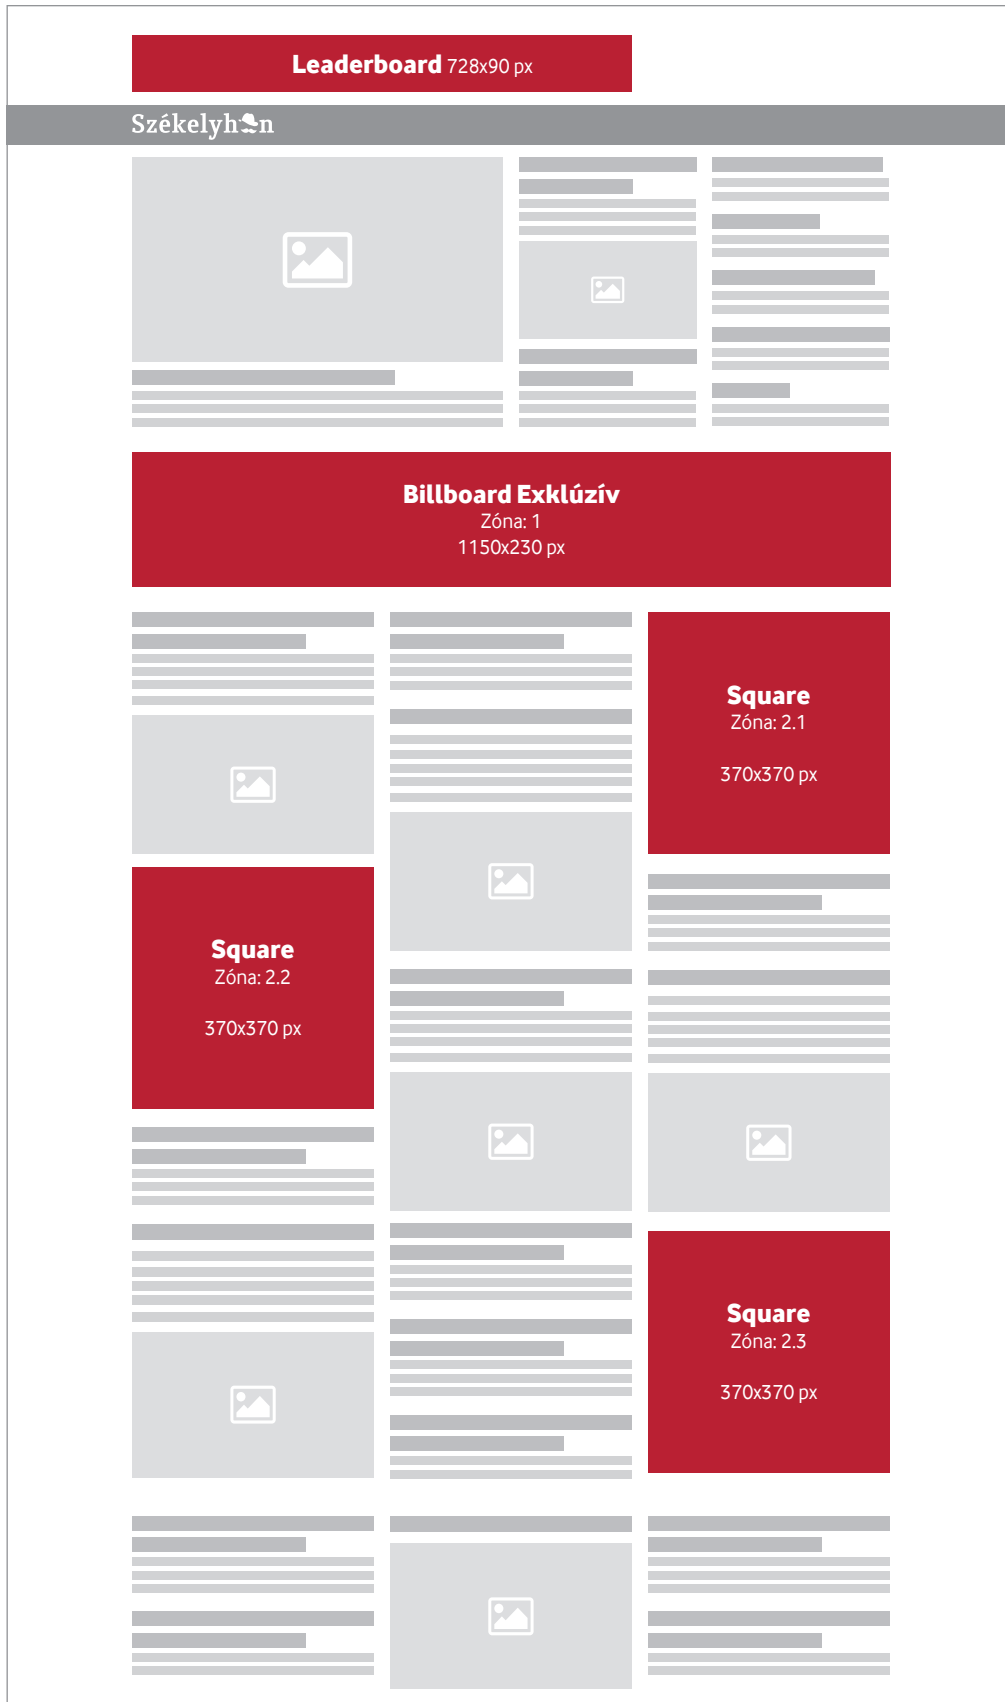 Leaderboard 728x90 px
Székelyhon
Billboard Exklúzív
Zóna: 1
1150x230 px
Square
Zóna: 2.1
370x370 px
Square
Zóna: 2.2
370x370 px
Square
Zóna: 2.3
370x370 px